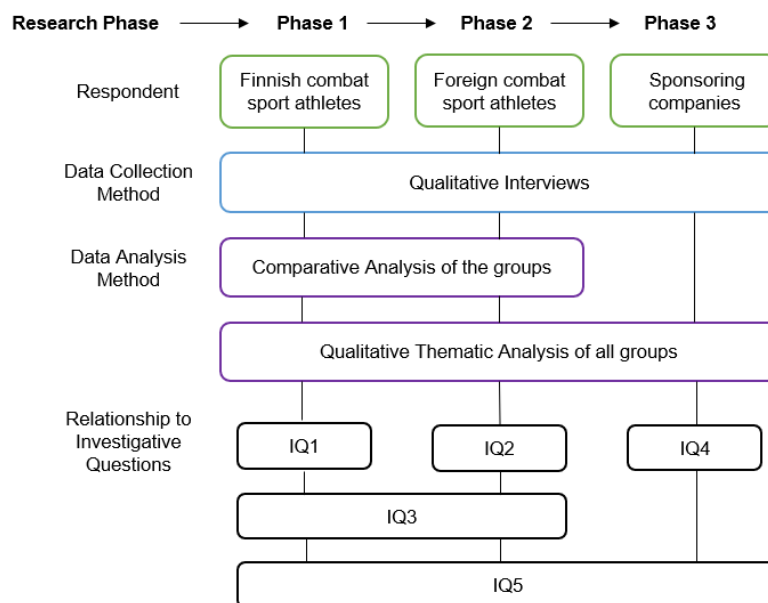 Research Phase Phase 1 Phase 2 Phase 3
Respondent
Finnish combat
sport athletes
Foreign combat
sport athletes
Sponsoring
companies
Data Collection
Method
Qualitative Interviews
Data Analysis
Method
Comparative Analysis of the groups
Qualitative Thematic Analysis of all groups
Relationship to
Investigative
Questions
IQ1
IQ2
IQ4
IQ3
IQ5